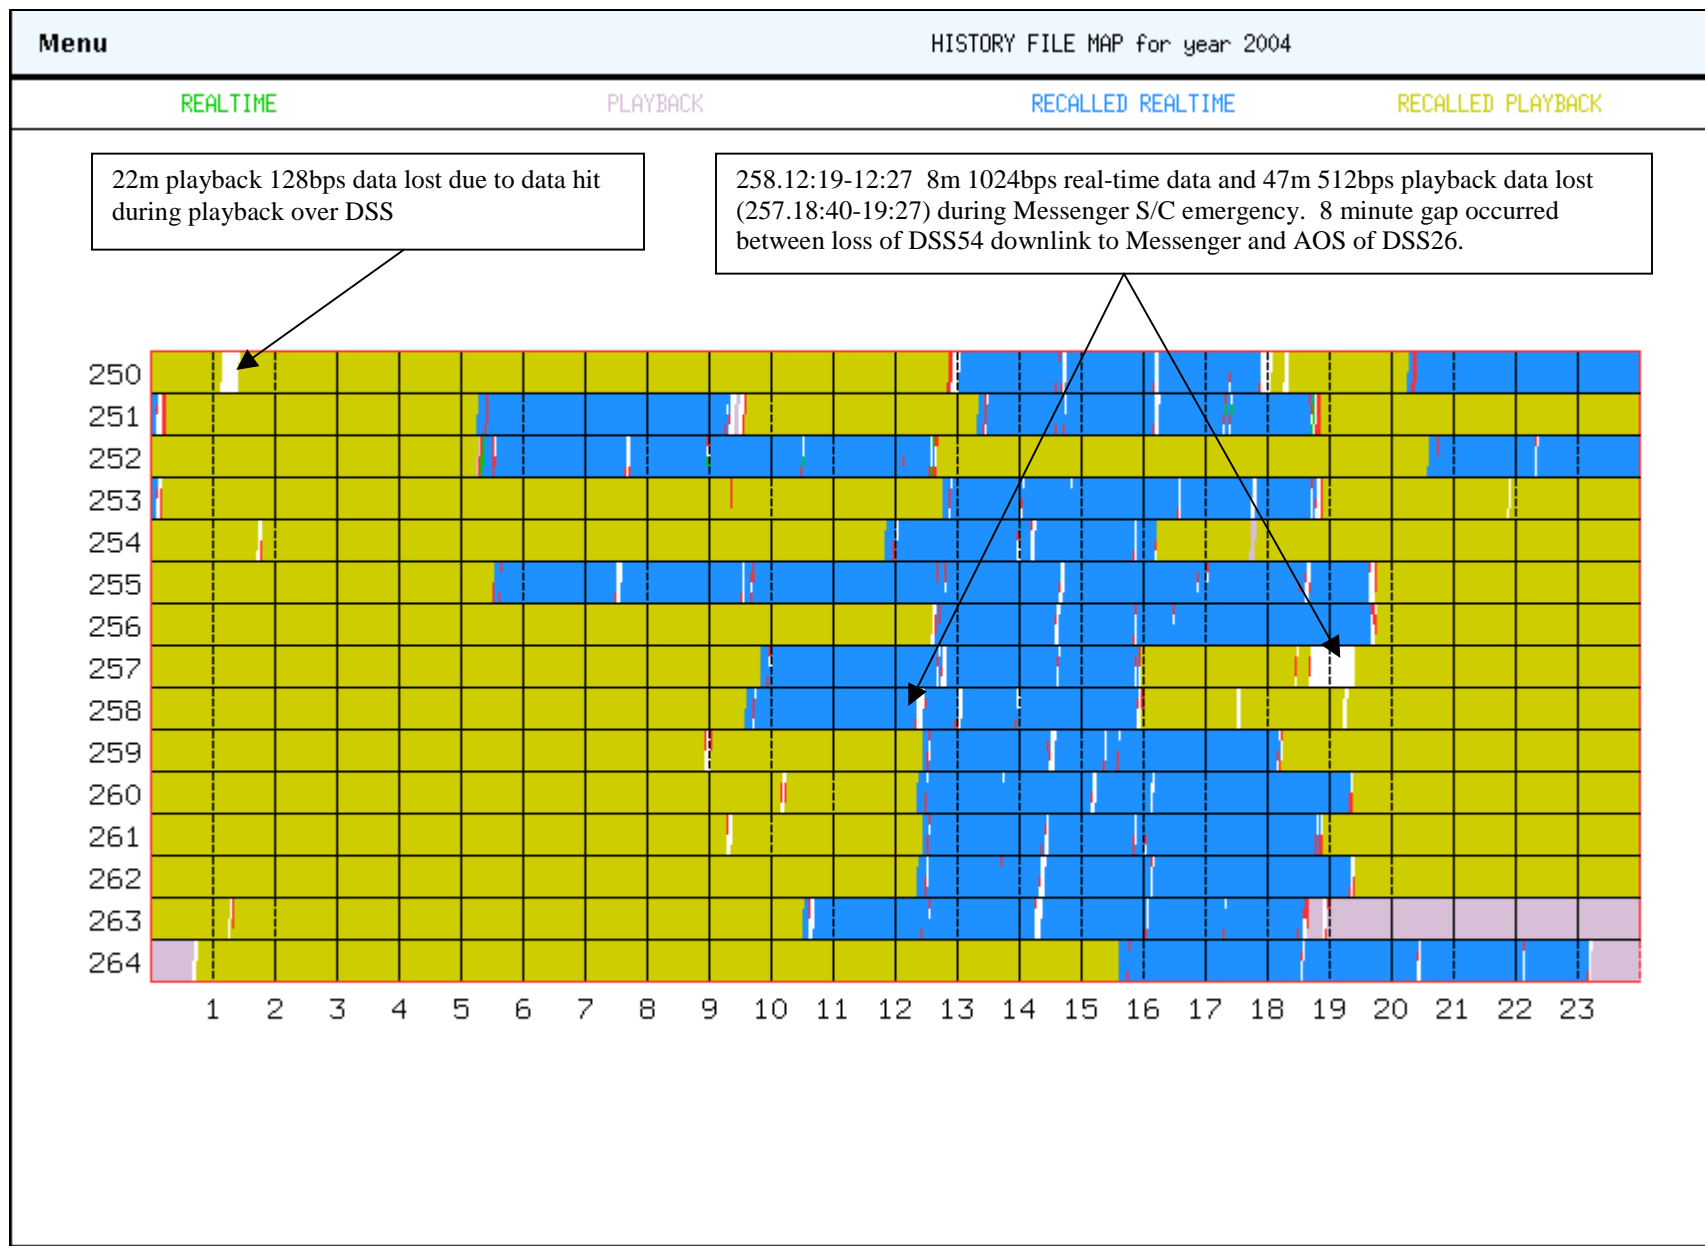 Menu
HISTORY FILE MAP for year 2004
REALTIME
PLAYBACK
RECALLED REALTIME
RECALLED PLAYBACK
22m playback 128bps data lost due to data hit
during playback over DSS
258.12:19-12:27  8m 1024bps real-time data and 47m 512bps playback data lost
(257.18:40-19:27) during Messenger S/C emergency.  8 minute gap occurred
between loss of DSS54 downlink to Messenger and AOS of DSS26.
250
251
252
253
254
255
256
257
258
259
260
261
262
263
264
1 2 3 4 5 6 7 8 9 10 11 12 13 14 15 16 17 18 19 20 21 22 23